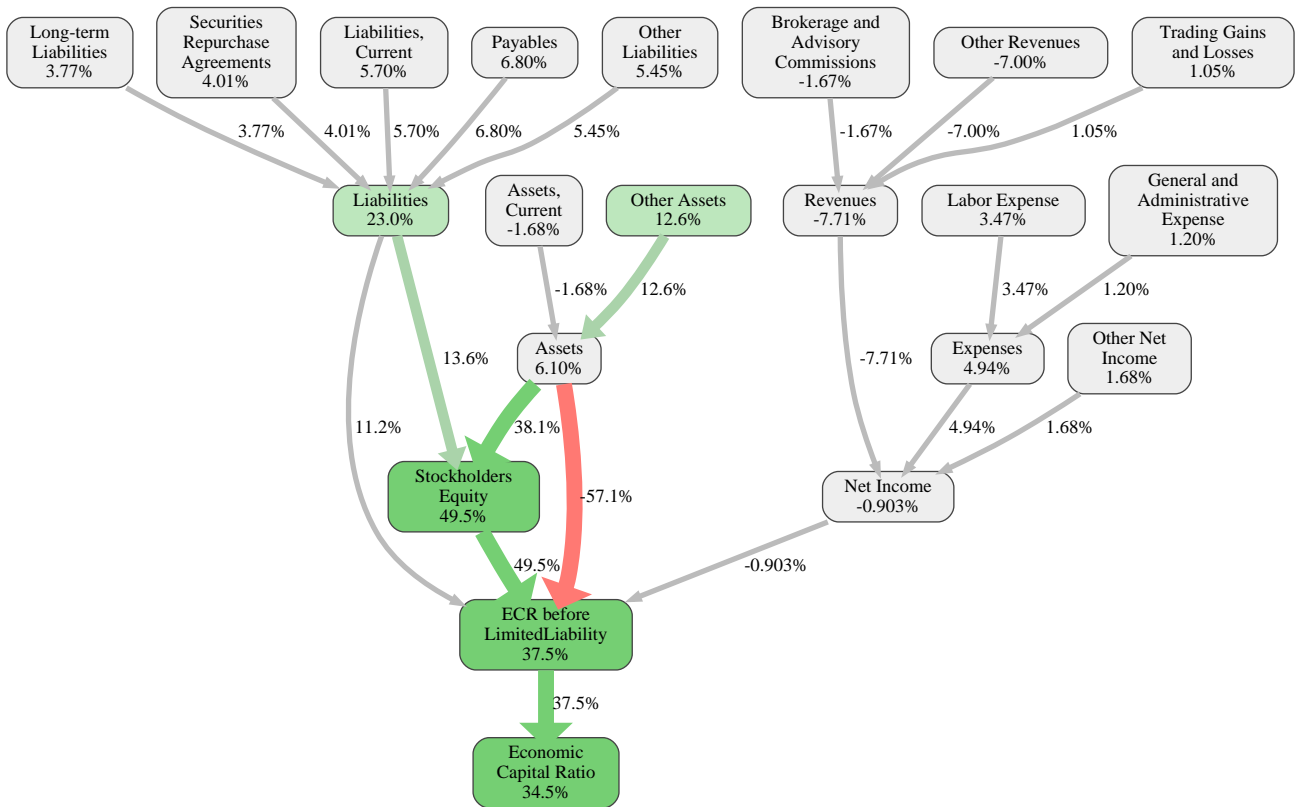 Long-term
Liabilities
3.77%
Securities
Repurchase
Agreements
4.01%
Liabilities,
Current
5.70%
Payables
6.80%
Other
Liabilities
5.45%
Brokerage and
Advisory
Commissions
-1.67%
Other Revenues
-7.00%
Trading Gains
and Losses
1.05%
3.77%
4.01%
5.70%
6.80%
5.45%
-1.67%
-7.00%
1.05%
Liabilities
23.0%
Assets,
Current
-1.68%
Other Assets
12.6%
Revenues
-7.71%
Labor Expense
3.47%
General and
Administrative
Expense
1.20%
-1.68%
12.6%
3.47%
1.20%
13.6%
Assets
6.10%
-7.71%
Expenses
4.94%
Other Net
Income
1.68%
11.2%
38.1%
4.94%
1.68%
Stockholders
Equity
49.5%
-57.1%
Net Income
-0.903%
49.5%
-0.903%
ECR before
LimitedLiability
37.5%
37.5%
Economic
Capital Ratio
34.5%